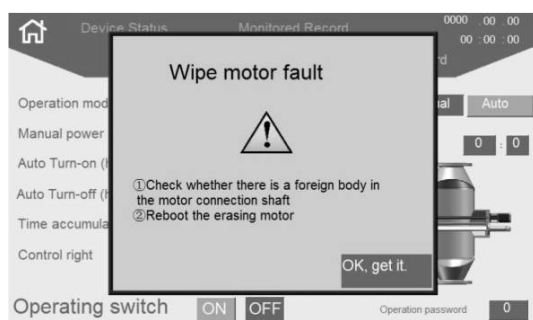 Device Status
Monitored Record
0000 . 00 . 00
00 : 00 : 00
rd
Wipe motor fault
Operation mod
ual
Auto
Manual power
0 : 0
Auto Turn-on (h
①Check whether there is a foreign body in
the motor connection shaft
Auto Turn-off (h
②Reboot the erasing motor
Time accumula
Control right
OK, get it.
Operating switch
ON
OFF
Operation password
0